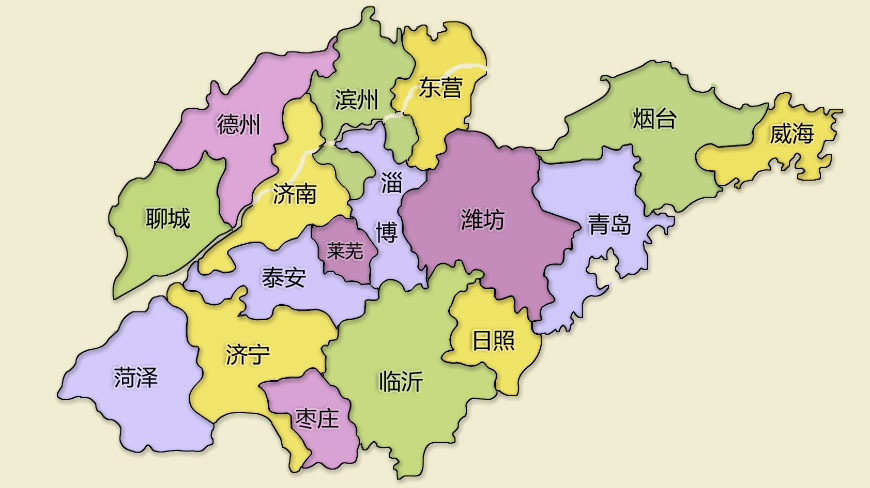 滨州
东营
德州
烟台
威海
济南
淄
博
聊城
潍坊
青岛
莱芜
泰安
日照
济宁
菏泽
临沂
枣庄